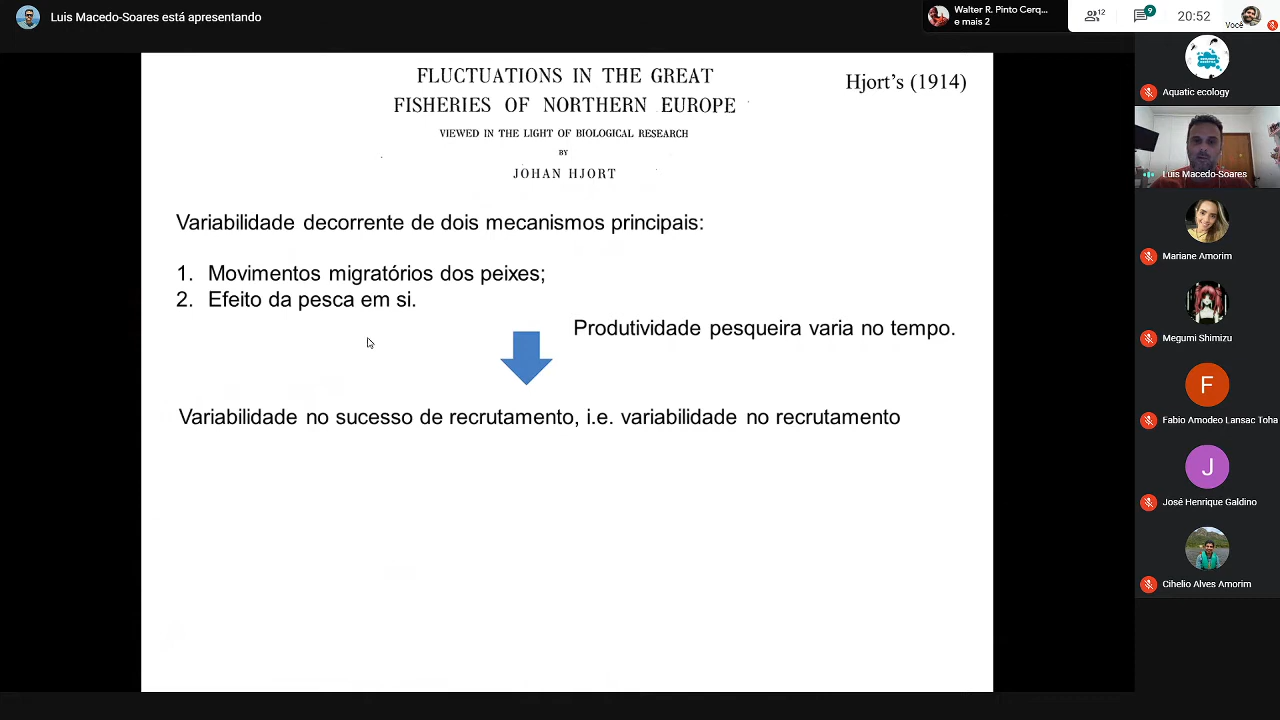 Luis Macedo-Soares está apresentando
Walter R. Pinto Cerq...
e mais 2
12
9
20:52
Você
FLUCTUATIONS IN THE GREAT
FISHERIES OF NORTHERN EUROPE
VIEWED IN THE LIGHT OF BIOLOGICAL RESEARCH
BY
JOHAN HJORT
Hjort's (1914)
Variabilidade decorrente de dois mecanismos principais:
1. Movimentos migratórios dos peixes;
2. Efeito da pesca em si.
Produtividade pesqueira varia no tempo.
Variabilidade no sucesso de recrutamento, i.e. variabilidade no recrutamento
Aquatic ecology
Luis Macedo-Soares
Mariane Amorim
Megumi Shimizu
F
Fabio Amodeo Lansac Toha
J
José Henrique Galdino
Cihelio Alves Amorim